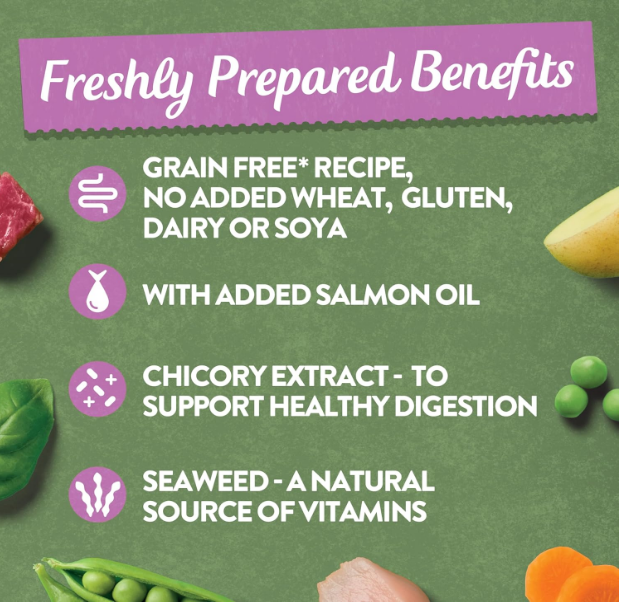 Freshly Prepared Benefits
GRAIN FREE* RECIPE,
NO ADDED WHEAT, GLUTEN,
DAIRY OR SOYA
WITH ADDED SALMON OIL
CHICORY EXTRACT - TO
SUPPORT HEALTHY DIGESTION
SEAWEED - A NATURAL
SOURCE OF VITAMINS